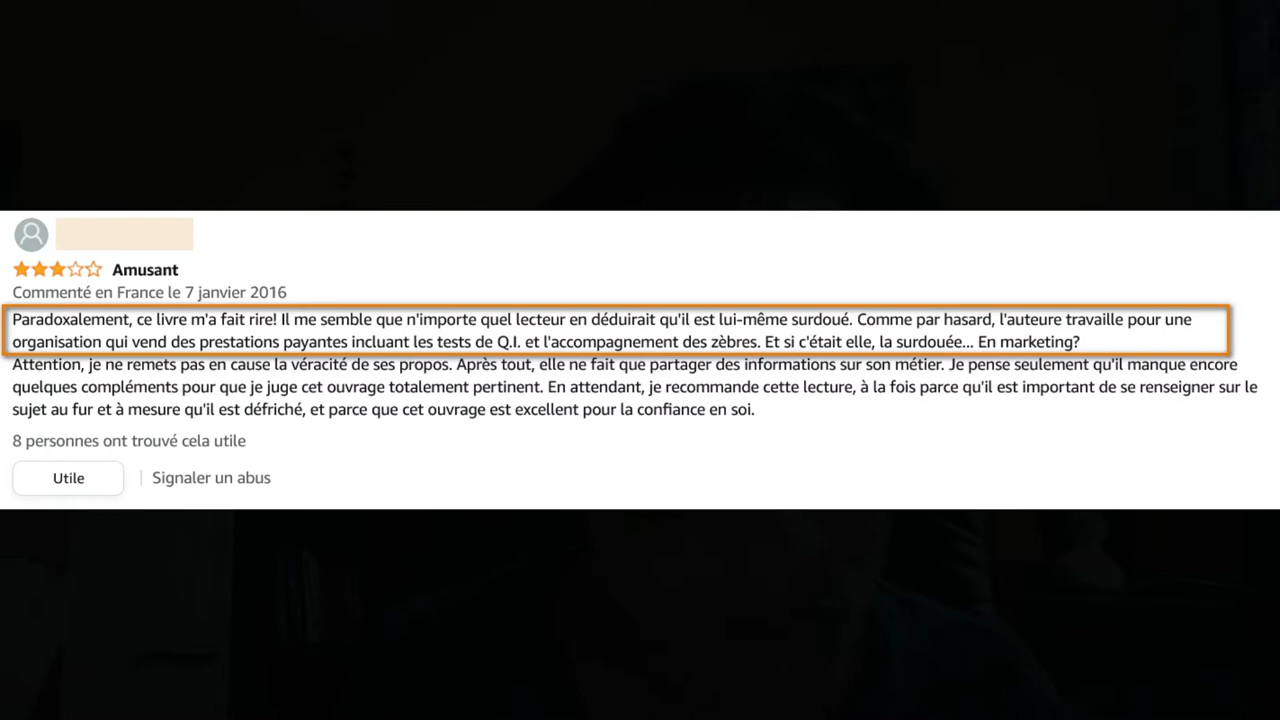 Amusant
Commenté en France le 7 janvier 2016
Paradoxalement, ce livre m'a fait rire! Il me semble que n'importe quel lecteur en déduirait qu'il est lui-même surdoué. Comme par hasard, l'auteure travaille pour une
organisation qui vend des prestations payantes incluant les tests de Q.I. et l'accompagnement des zèbres. Et si c'était elle, la surdouée... En marketing?
Attention, je ne remets pas en cause la véracité de ses propos. Après tout, elle ne fait que partager des informations sur son métier. Je pense seulement qu'il manque encore
quelques compléments pour que je juge cet ouvrage totalement pertinent. En attendant, je recommande cette lecture, à la fois parce qu'il est important de se renseigner sur le
sujet au fur et à mesure qu'il est défriché, et parce que cet ouvrage est excellent pour la confiance en soi.
8 personnes ont trouvé cela utile
Utile | Signaler un abus